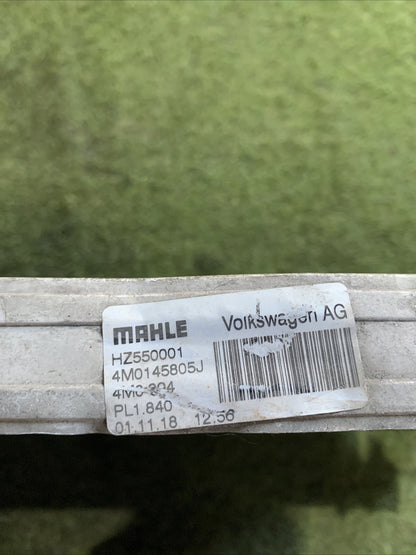 MAHLE Volkswagen AG
HZ550001
4M0145805J
PL1.840
01.11.18 12:56